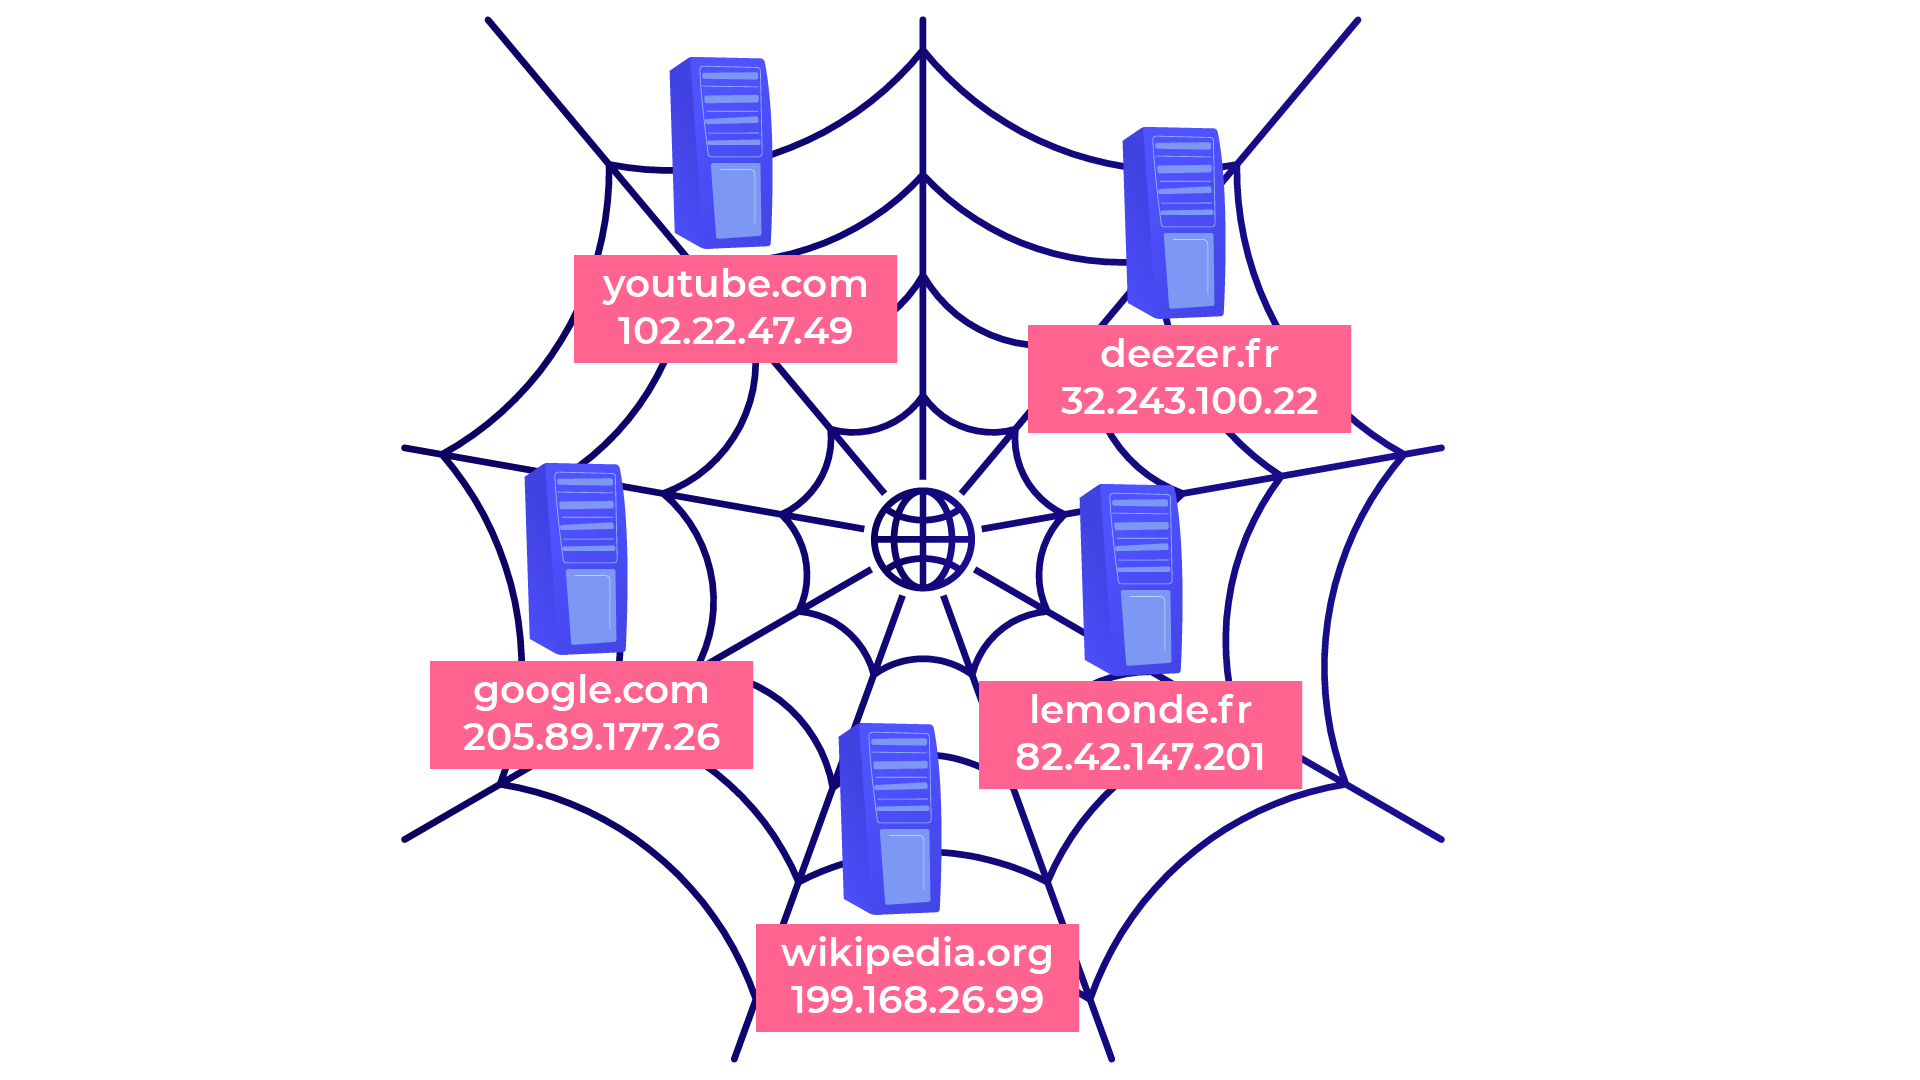 youtube.com
102.22.47.49
deezer.fr
32.243.100.22
google.com
205.89.177.26
lemonde.fr
82.42.147.201
wikipedia.org
199.168.26.99